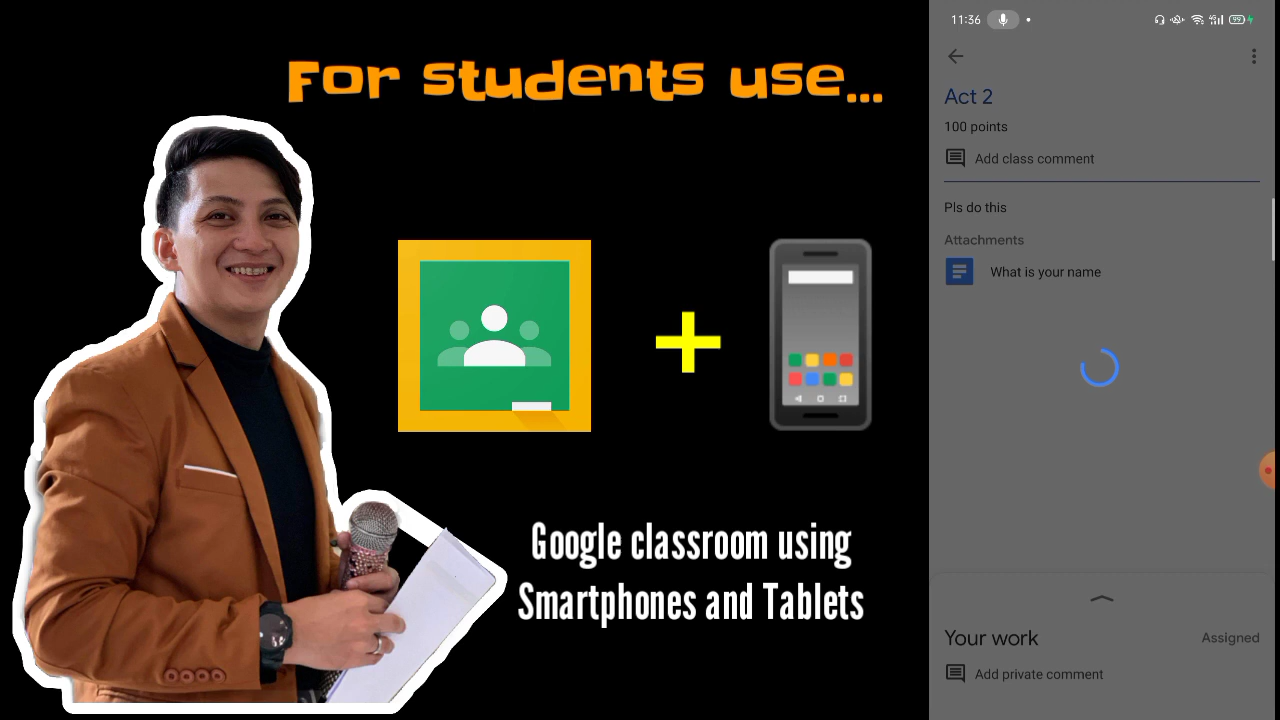 For students use...
Google classroom using
Smartphones and Tablets
11:36
99
Act 2
100 points
Add class comment
Pls do this
Attachments
What is your name
Your work
Assigned
Add private comment